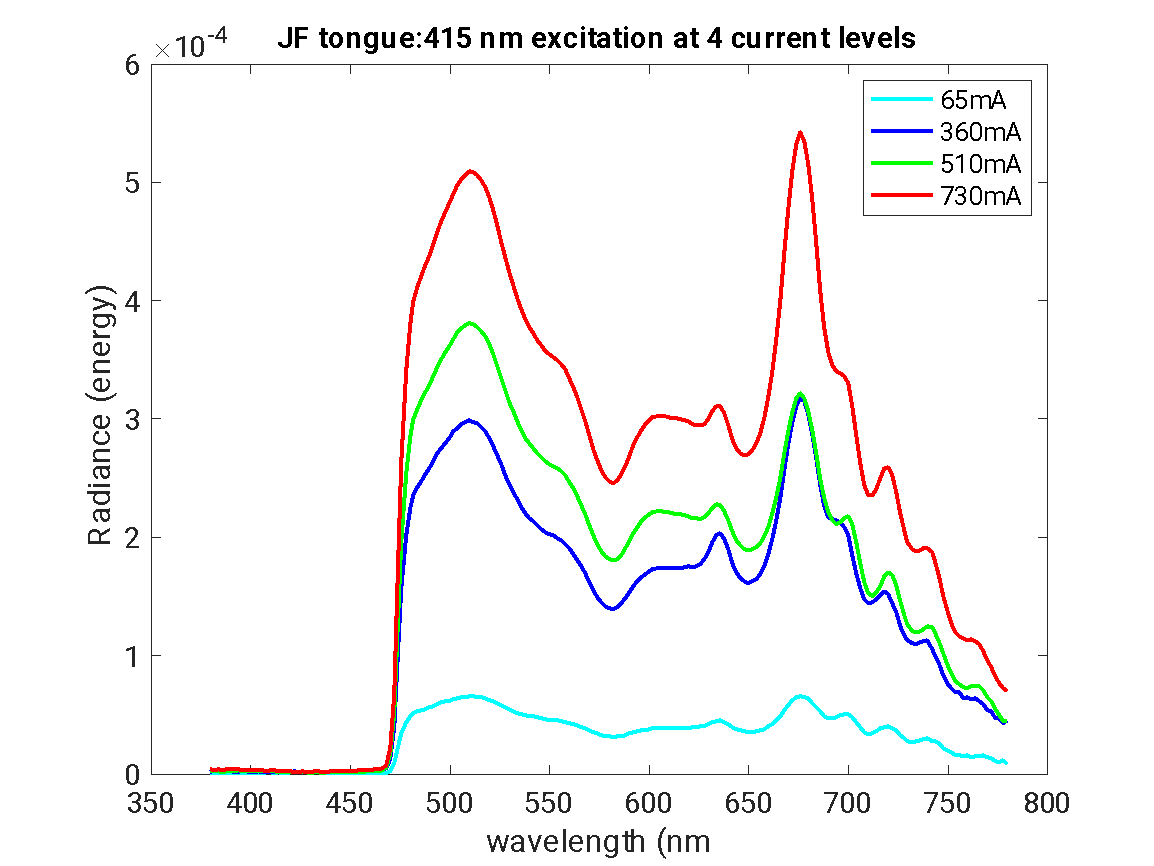 ×10-4
JF tongue:415 nm excitation at 4 current levels
6
5
4
3
2
1
0
Radiance (energy)
65mA
360mA
510mA
730mA
350 400 450 500 550 600 650 700 750 800
wavelength (nm